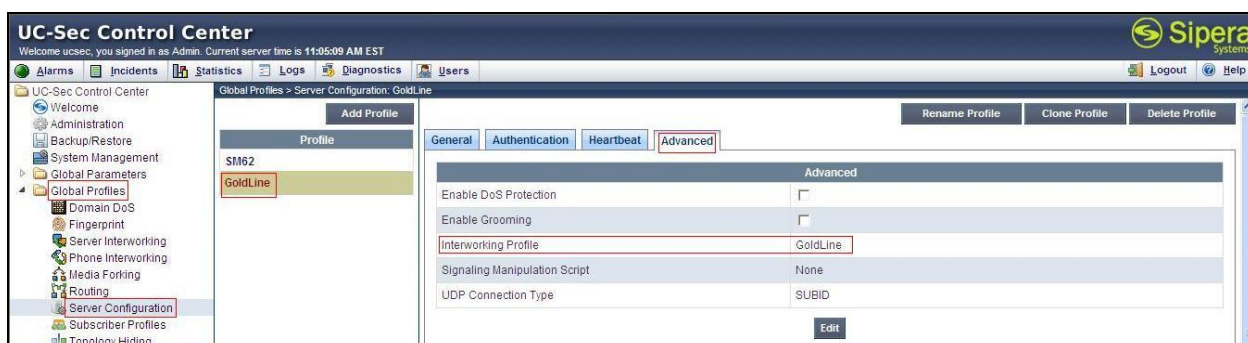 UC-Sec Control Center
Welcome ucsec, you signed in as Admin. Current server time is 11:05:09 AM EST
Sipera
Systems
Alarms Incidents Statistics Logs Diagnostics Users Logout Help
UC-Sec Control Center
Welcome
Administration
Backup/Restore
System Management
Global Parameters
Global Profiles
Domain DoS
Fingerprint
Server Interworking
Phone Interworking
Media Forking
Routing
Server Configuration
Subscriber Profiles
Topology Hiding
Global Profiles > Server Configuration: GoldLine
Add Profile
Profile
SM62
GoldLine
Rename Profile Clone Profile Delete Profile
General Authentication Heartbeat Advanced
Advanced
Enable DoS Protection
Enable Grooming
Interworking Profile GoldLine
Signaling Manipulation Script None
UDP Connection Type SUBID
Edit